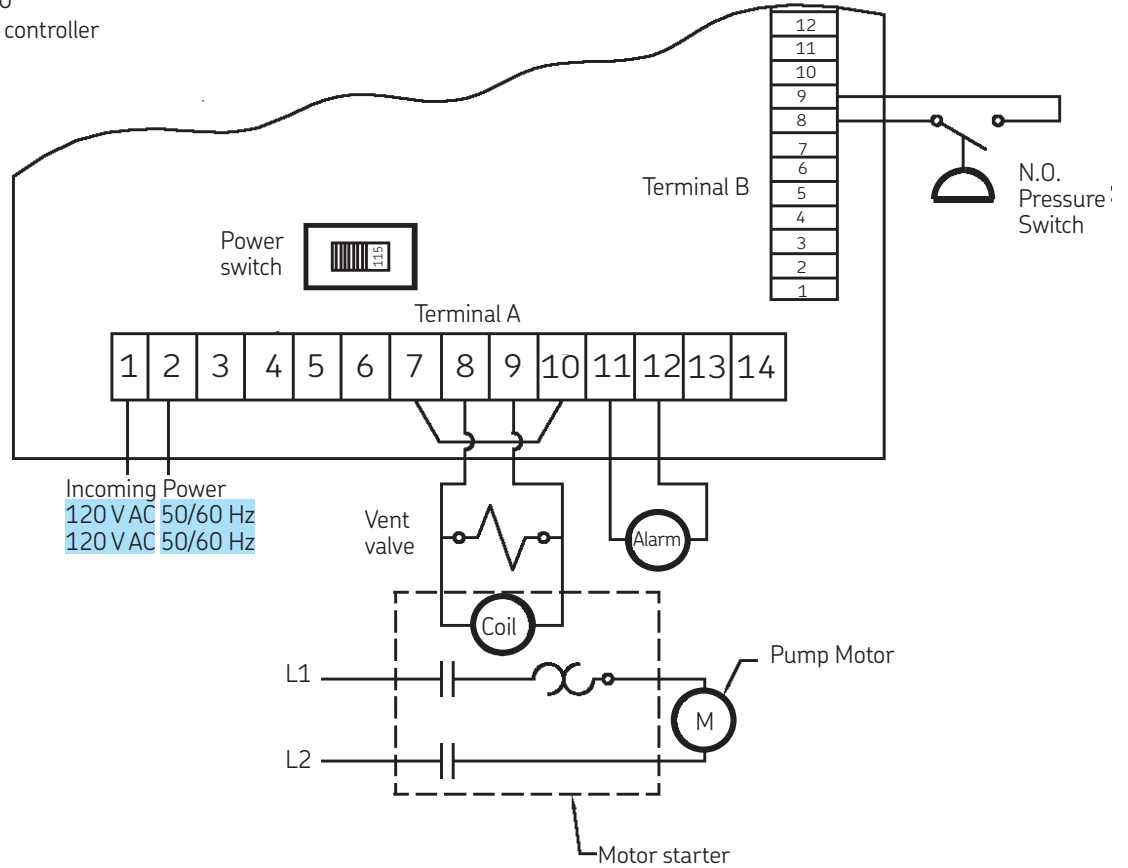 controller
12
11
10
9
8
7
6
5
4
3
2
1
Terminal B
N.O.
Pressure
Switch
Power
switch
115
Terminal A
1 2 3 4 5 6 7 8 9 10 11 12 13 14
Incoming Power
120 V AC 50/60 Hz
120 V AC 50/60 Hz
Vent
valve
Alarm
Coil
L1
Pump Motor
M
L2
Motor starter